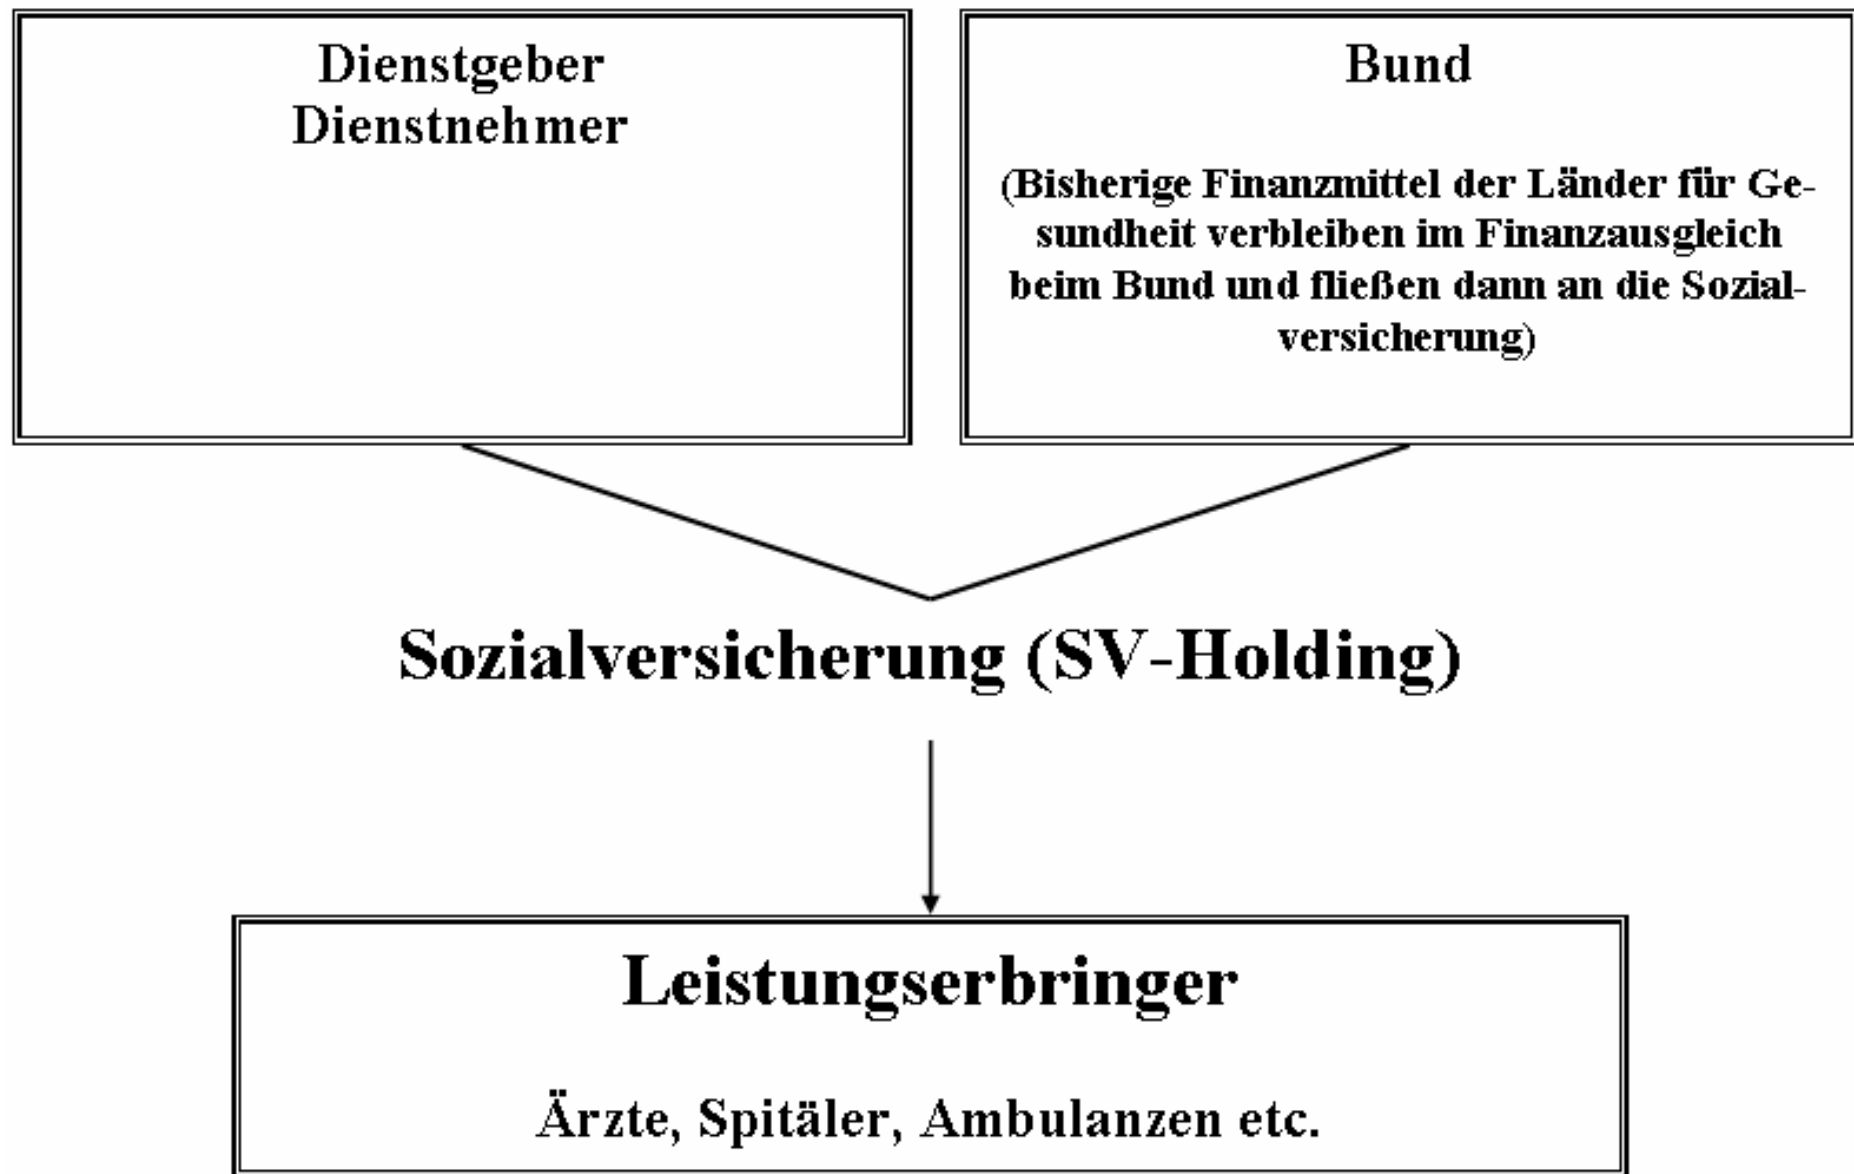 Dienstgeber
Dienstnehmer
Bund
(Bisherige Finanzmittel der Länder für Ge-
sundheit verbleiben im Finanzausgleich
beim Bund und fließen dann an die Sozial-
versicherung)
Sozialversicherung (SV-Holding)
Leistungserbringer
Ärzte, Spitäler, Ambulanzen etc.